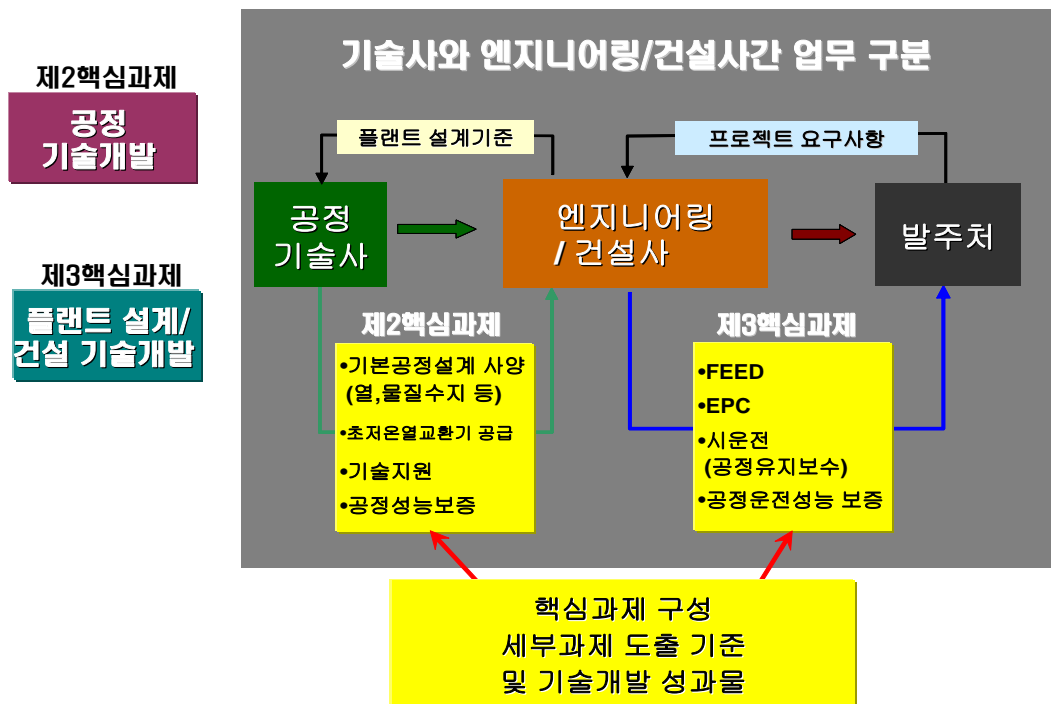 기술사와 엔지니어링/건설사간 업무 구분
제2핵심과제
공정
기술개발
제3핵심과제
플랜트 설계/
건설 기술개발
플랜트 설계기준
프로젝트 요구사항
공정
기술사
엔지니어링
/ 건설사
발주처
제2핵심과제
•기본공정설계 사양
(열,물질수지 등)
•초저온열교환기 공급
•기술지원
•공정성능보증
제3핵심과제
•FEED
•EPC
•시운전
(공정유지보수)
•공정운전성능 보증
핵심과제 구성
세부과제 도출 기준
및 기술개발 성과물